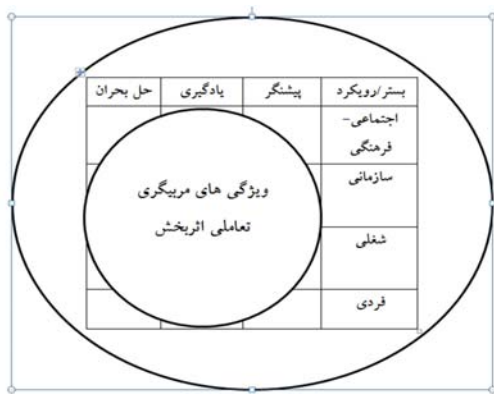 بستر/رویکرد پیشنگر یادگیری حل بحران
اجتماعی-
فرهنگی
سازمانی
ویژگی های مربیگری
تعاملی اثربخش
شغلی
فردی